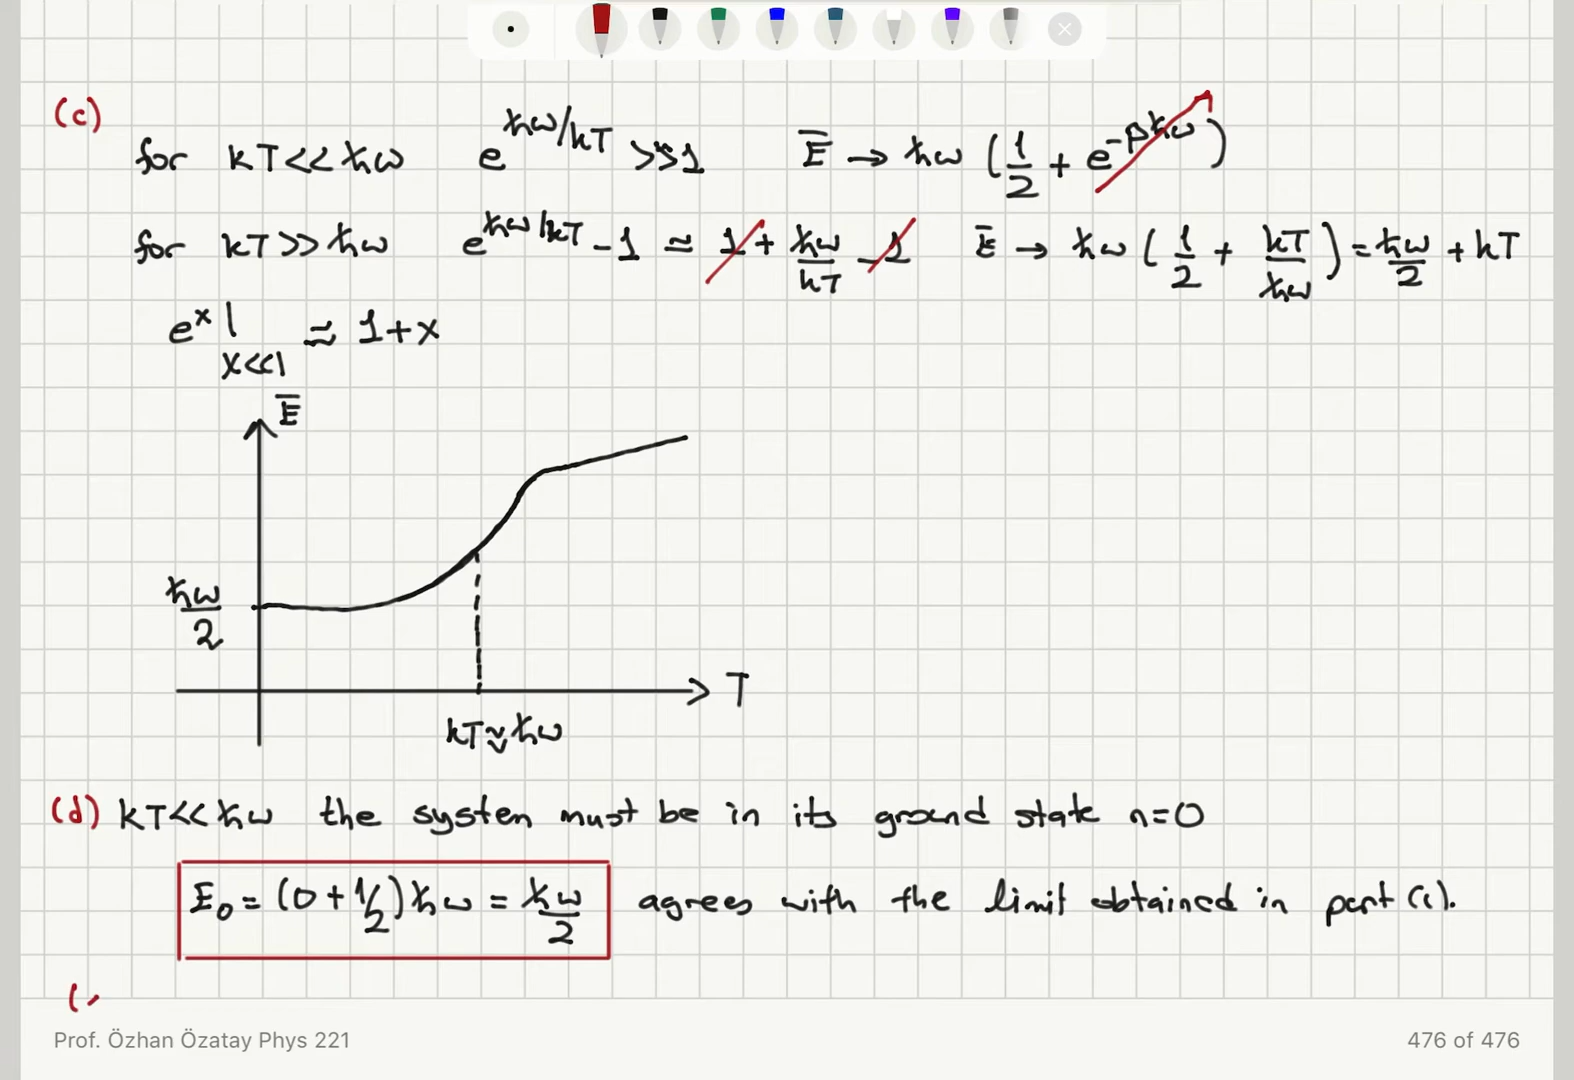 (c)
for kT<<ħω e^{ħω/kT} >>1 E̅ → ħω (1/2 + e^{-βħω})
for kT>>ħω e^{ħω/kT} -1 ≈ 1 + ħω/kT - 1 E̅ → ħω (1/2 + kT/ħω) = ħω/2 + kT
e^x |_{x<<1} ≈ 1+x
E̅
ħω/2
T
kT≈ħω
(d) kT<<ħω the system must be in its ground state n=0
E₀ = (0 + 1/2)ħω = ħω/2 agrees with the limit obtained in part (c).
(
Prof. Özhan Özatay Phys 221
476 of 476